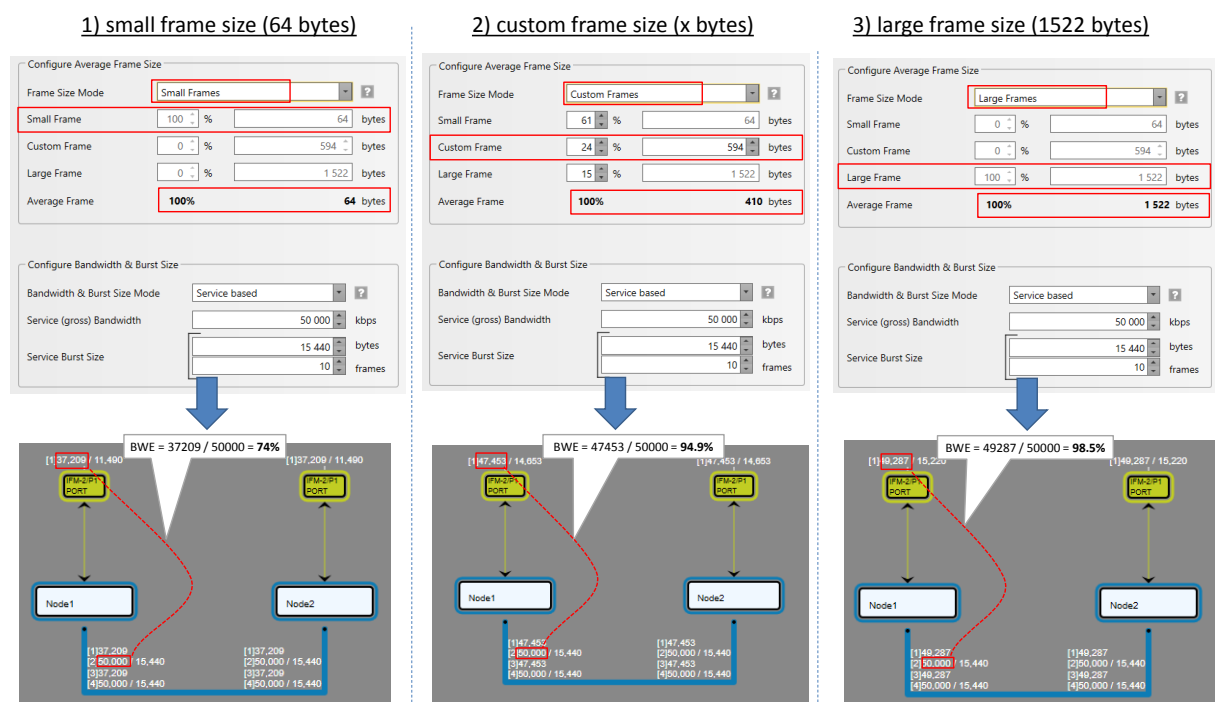 1) small frame size (64 bytes)
Configure Average Frame Size
Frame Size Mode Small Frames ?
Small Frame 100 % 64 bytes
Custom Frame 0 % 594 bytes
Large Frame 0 % 1 522 bytes
Average Frame 100% 64 bytes
Configure Bandwidth & Burst Size
Bandwidth & Burst Size Mode Service based ?
Service (gross) Bandwidth 50 000 kbps
Service Burst Size
15 440 bytes
10 frames
BWE = 37209 / 50000 = 74%
[1]37,209 / 11,490
[1]37,209 / 11,490
IFM-2/P1
PORT
IFM-2/P1
PORT
Node1
Node2
[1]37,209
[2]50,000 / 15,440
[3]37,209
[4]50,000 / 15,440
[1]37,209
[2]50,000 / 15,440
[3]37,209
[4]50,000 / 15,440
2) custom frame size (x bytes)
Configure Average Frame Size
Frame Size Mode Custom Frames ?
Small Frame 61 % 64 bytes
Custom Frame 24 % 594 bytes
Large Frame 15 % 1 522 bytes
Average Frame 100% 410 bytes
Configure Bandwidth & Burst Size
Bandwidth & Burst Size Mode Service based ?
Service (gross) Bandwidth 50 000 kbps
Service Burst Size
15 440 bytes
10 frames
BWE = 47453 / 50000 = 94.9%
[1]47,453 / 14,653
[1]47,453 / 14,653
IFM-2/P1
PORT
IFM-2/P1
PORT
Node1
Node2
[1]47,453
[2]50,000 / 15,440
[3]47,453
[4]50,000 / 15,440
[1]47,453
[2]50,000 / 15,440
[3]47,453
[4]50,000 / 15,440
3) large frame size (1522 bytes)
Configure Average Frame Size
Frame Size Mode Large Frames ?
Small Frame 0 % 64 bytes
Custom Frame 0 % 594 bytes
Large Frame 100 % 1 522 bytes
Average Frame 100% 1 522 bytes
Configure Bandwidth & Burst Size
Bandwidth & Burst Size Mode Service based ?
Service (gross) Bandwidth 50 000 kbps
Service Burst Size
15 440 bytes
10 frames
BWE = 49287 / 50000 = 98.5%
[1]49,287 / 15,220
[1]49,287 / 15,220
IFM-2/P1
PORT
IFM-2/P1
PORT
Node1
Node2
[1]49,287
[2]50,000 / 15,440
[3]49,287
[4]50,000 / 15,440
[1]49,287
[2]50,000 / 15,440
[3]49,287
[4]50,000 / 15,440